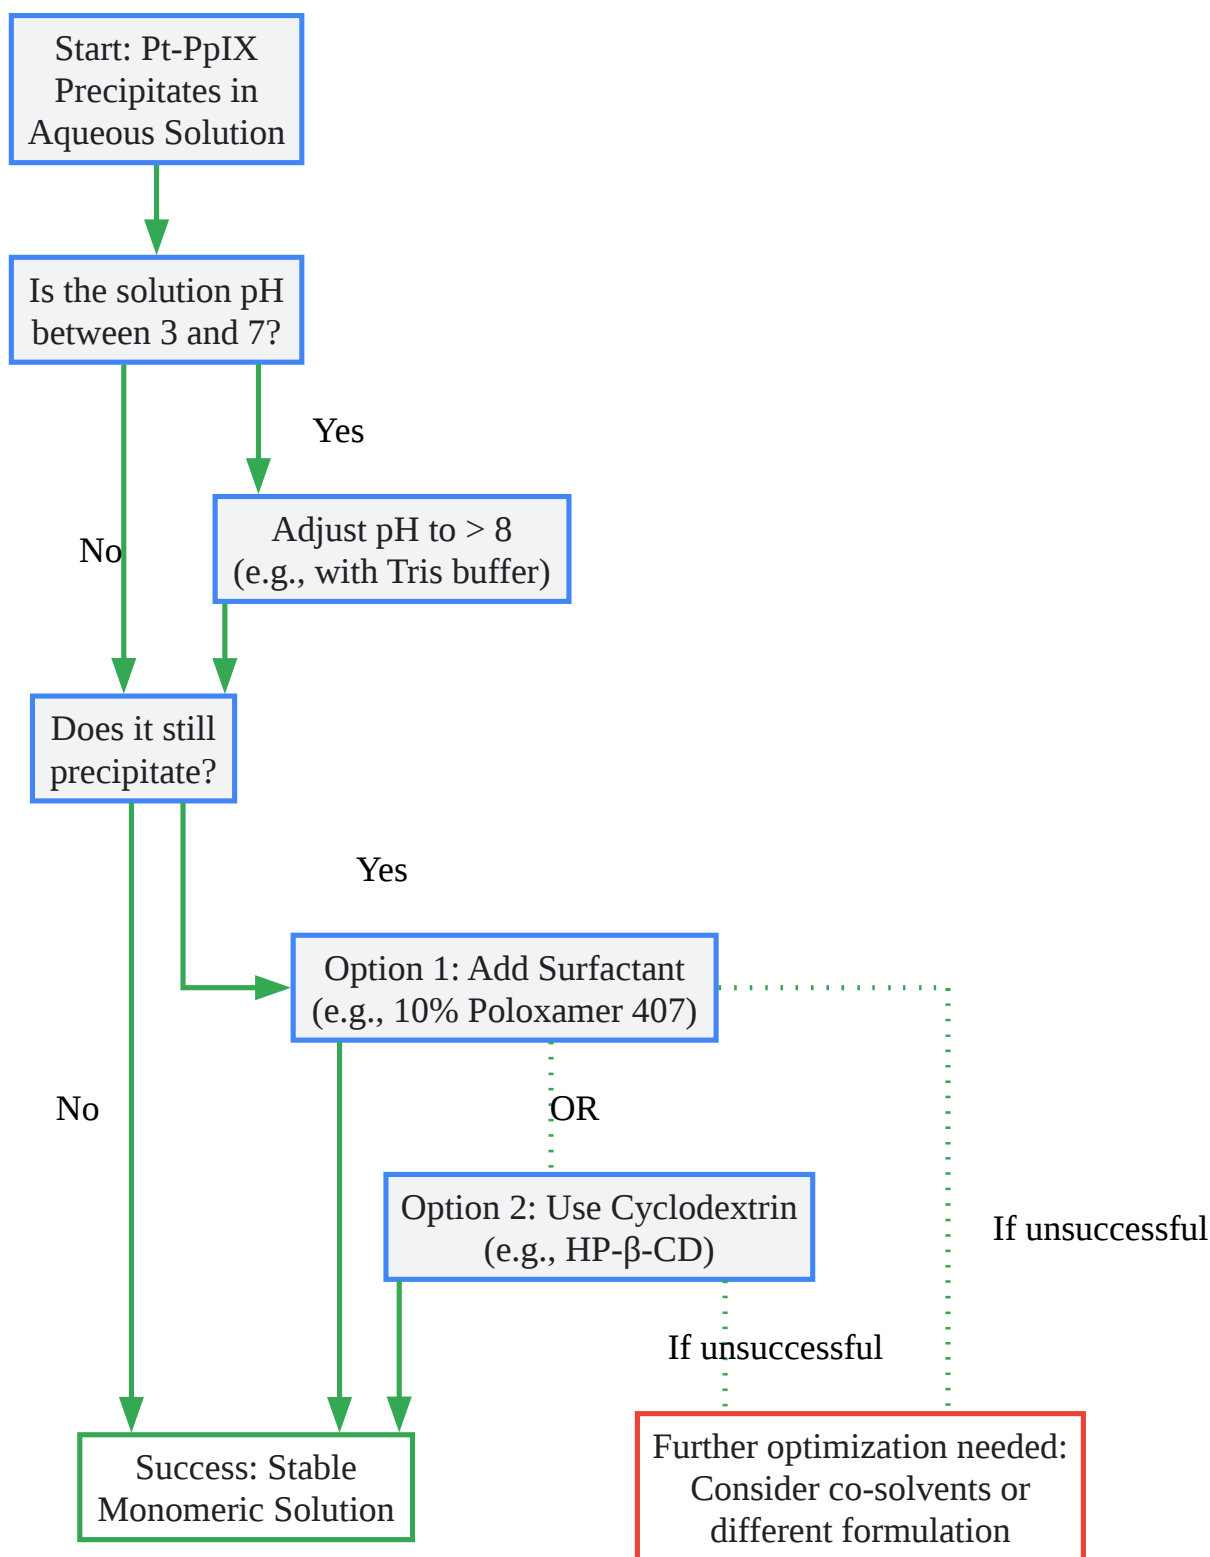 Start: Pt-PpIX
Precipitates in
Aqueous Solution
Is the solution pH
between 3 and 7?
Yes
Adjust pH to > 8
(e.g., with Tris buffer)
No
Does it still
precipitate?
Yes
Option 1: Add Surfactant
(e.g., 10% Poloxamer 407)
No
OR
Option 2: Use Cyclodextrin
(e.g., HP-β-CD)
If unsuccessful
If unsuccessful
Success: Stable
Monomeric Solution
Further optimization needed:
Consider co-solvents or
different formulation